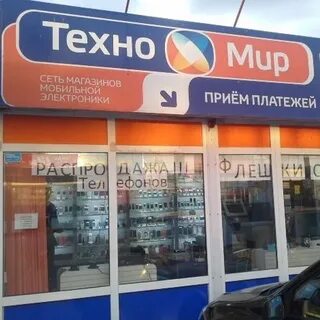 Техно Мир
СЕТЬ МАГАЗИНОВ
МОБИЛЬНОЙ
ЭЛЕКТРОНИКИ
ПРИЁМ ПЛАТЕЖЕЙ
РАСПРОДАЖА!
Телефонов
ФЛЕШКИ